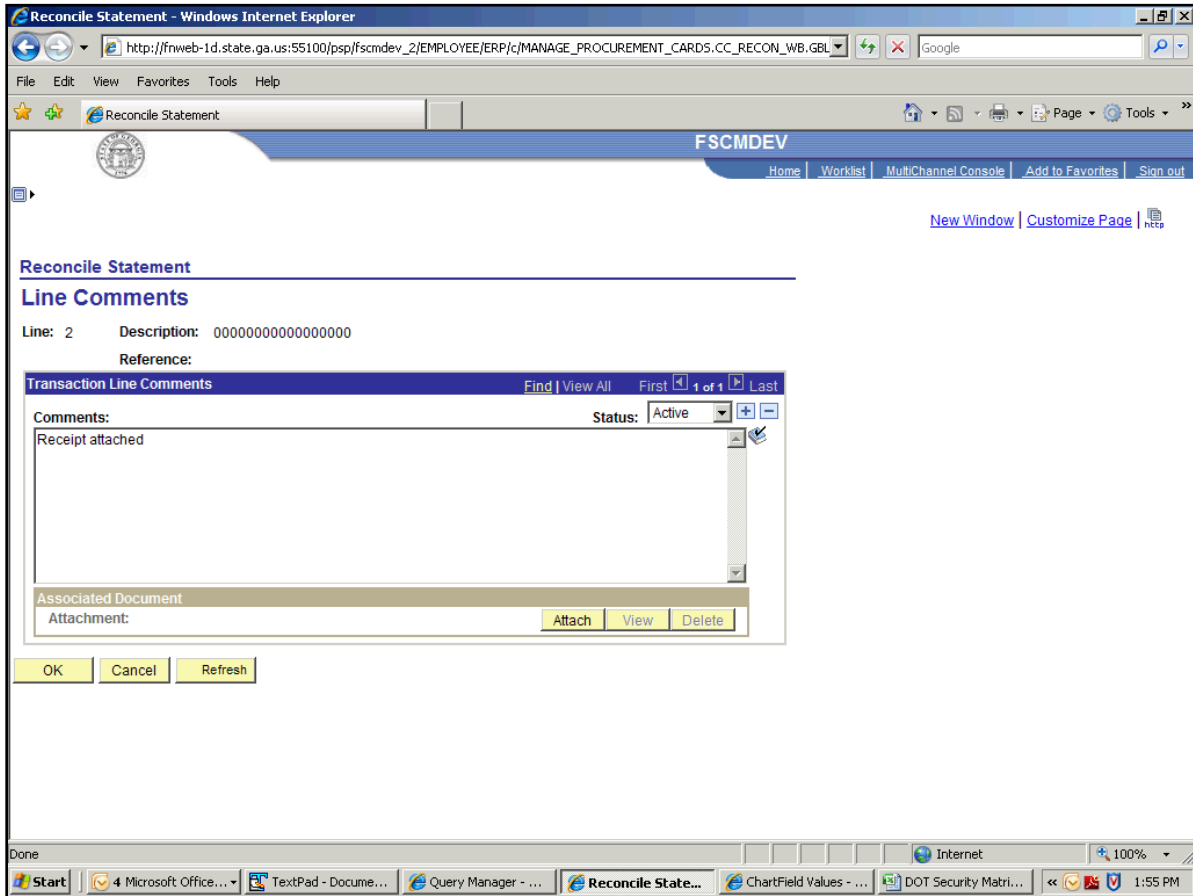 Reconcile Statement - Windows Internet Explorer
http://fnweb-1d.state.ga.us:55100/psp/fscmdev_2/EMPLOYEE/ERP/c/MANAGE_PROCUREMENT_CARDS.CC_RECON_WB.GBL Google
File Edit View Favorites Tools Help
Reconcile Statement Page Tools »
FSCMDEV
Home | Worklist | MultiChannel Console | Add to Favorites | Sign out
New Window | Customize Page | http
Reconcile Statement
Line Comments
Line: 2 Description: 00000000000000000
Reference:
Transaction Line Comments Find | View All First 1 of 1 Last
Comments: Status: Active
Receipt attached
Associated Document
Attachment: Attach View Delete
OK Cancel Refresh
Done Internet 100%
Start 4 Microsoft Office... TextPad - Docume... Query Manager - ... Reconcile State... ChartField Values - ... DOT Security Matri... « 1:55 PM